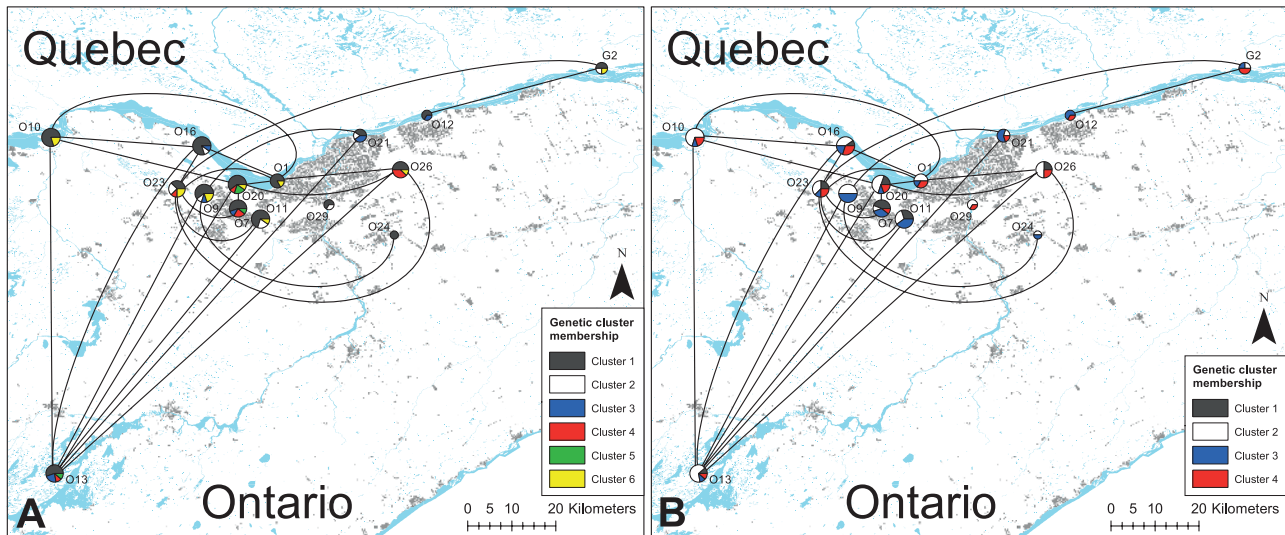 Quebec
G2
O12
O10
O16
O21
O1
O26
O23
O20
O9
O11
O7
O29
O24
N
Genetic cluster
membership
Cluster 1
Cluster 2
Cluster 3
Cluster 4
Cluster 5
Cluster 6
O13
A
Ontario
0 5 10 20 Kilometers
Quebec
G2
O12
O10
O16
O21
O1
O26
O23
O20
O9
O11
O7
O29
O24
N
Genetic cluster
membership
Cluster 1
Cluster 2
Cluster 3
Cluster 4
O13
B
Ontario
0 5 10 20 Kilometers